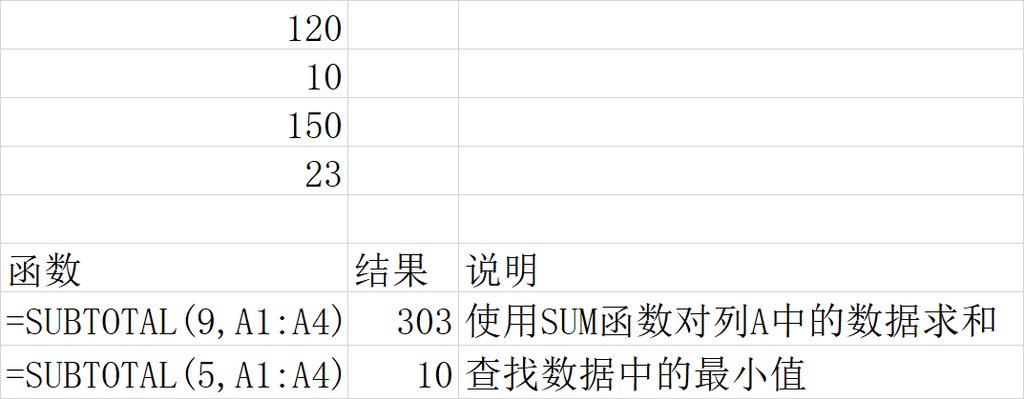 120
10
150
23
函数 结果 说明
=SUBTOTAL(9,A1:A4) 303 使用SUM函数对列A中的数据求和
=SUBTOTAL(5,A1:A4) 10 查找数据中的最小值